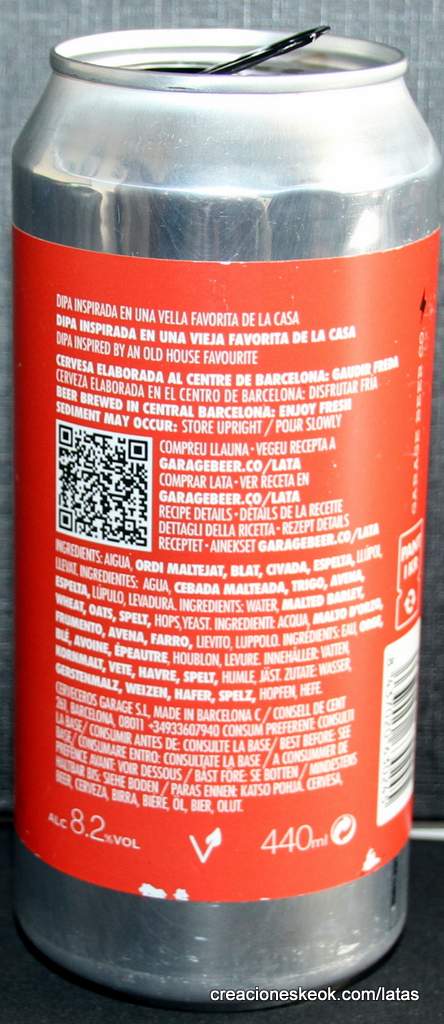 DIPA INSPIRADA EN UNA VELLA FAVORITA DE LA CASA
DIPA INSPIRADA EN UNA VIEJA FAVORITA DE LA CASA
DIPA INSPIRED BY AN OLD HOUSE FAVOURITE
CERVESA ELABORADA AL CENTRE DE BARCELONA: GAUDIR FREDA
CERVEZA ELABORADA EN EL CENTRO DE BARCELONA: DISFRUTAR FRÍA
BEER BREWED IN CENTRAL BARCELONA: ENJOY FRESH
SEDIMENT MAY OCCUR: STORE UPRIGHT / POUR SLOWLY
COMPREU LLAUNA · VEGEU RECEPTA A
GARAGEBEER.CO/LATA
COMPRAR LATA · VER RECETA EN
GARAGEBEER.CO/LATA
RECIPE DETAILS · DÉTAILS DE LA RECETTE
DETTAGLI DELLA RICETTA · REZEPT DETAILS
RECEPTET · AINEKSET GARAGEBEER.CO/LATA
INGREDIENTS: AIGUA, ORDI MALTEJAT, BLAT, CIVADA, ESPELTA, LLÚPOL,
LLEVAT. INGREDIENTES: AGUA, CEBADA MALTEADA, TRIGO, AVENA,
ESPELTA, LÚPULO, LEVADURA. INGREDIENTS: WATER, MALTED BARLEY,
WHEAT, OATS, SPELT, HOPS, YEAST. INGREDIENTI: ACQUA, MALTO D'ORZO,
FRUMENTO, AVENA, FARRO, LIEVITO, LUPPOLO. INGRÉDIENTS: EAU, ORGE,
BLÉ, AVOINE, ÉPEAUTRE, HOUBLON, LEVURE. INNEHÅLLER: VATTEN,
KORNMALT, VETE, HAVRE, SPELT, HUMLE, JÄST. ZUTATE: WASSER,
GERSTENMALZ, WEIZEN, HAFER, SPELZ, HOPFEN, HEFE.
CERVECEROS GARAGE S.L, MADE IN BARCELONA C / CONSELL DE CENT
261, BARCELONA, 08011 +34933607940 CONSUM PREFERENT: CONSULTI
LA BASE / CONSUMIR ANTES DE: CONSULTE LA BASE / BEST BEFORE: SEE
BASE / CONSUMARE ENTRO: CONSULTATE LA BASE / A CONSOMMER DE
PRÉFENCE AVANT: VOIR DESSOUS / BÄST FÖRE: SE BOTTEN / MINDESTENS
HALTBAR BIS: SIEHE BODEN / PARAS ENNEN: KATSO POHJA. CERVESA,
BEER, CERVEZA, BIRRA, BIÈRE, ÖL, BIER, OLUT.
ALC 8.2%VOL
440ml
GARAGE BEER CO
creacioneskeok.com/latas